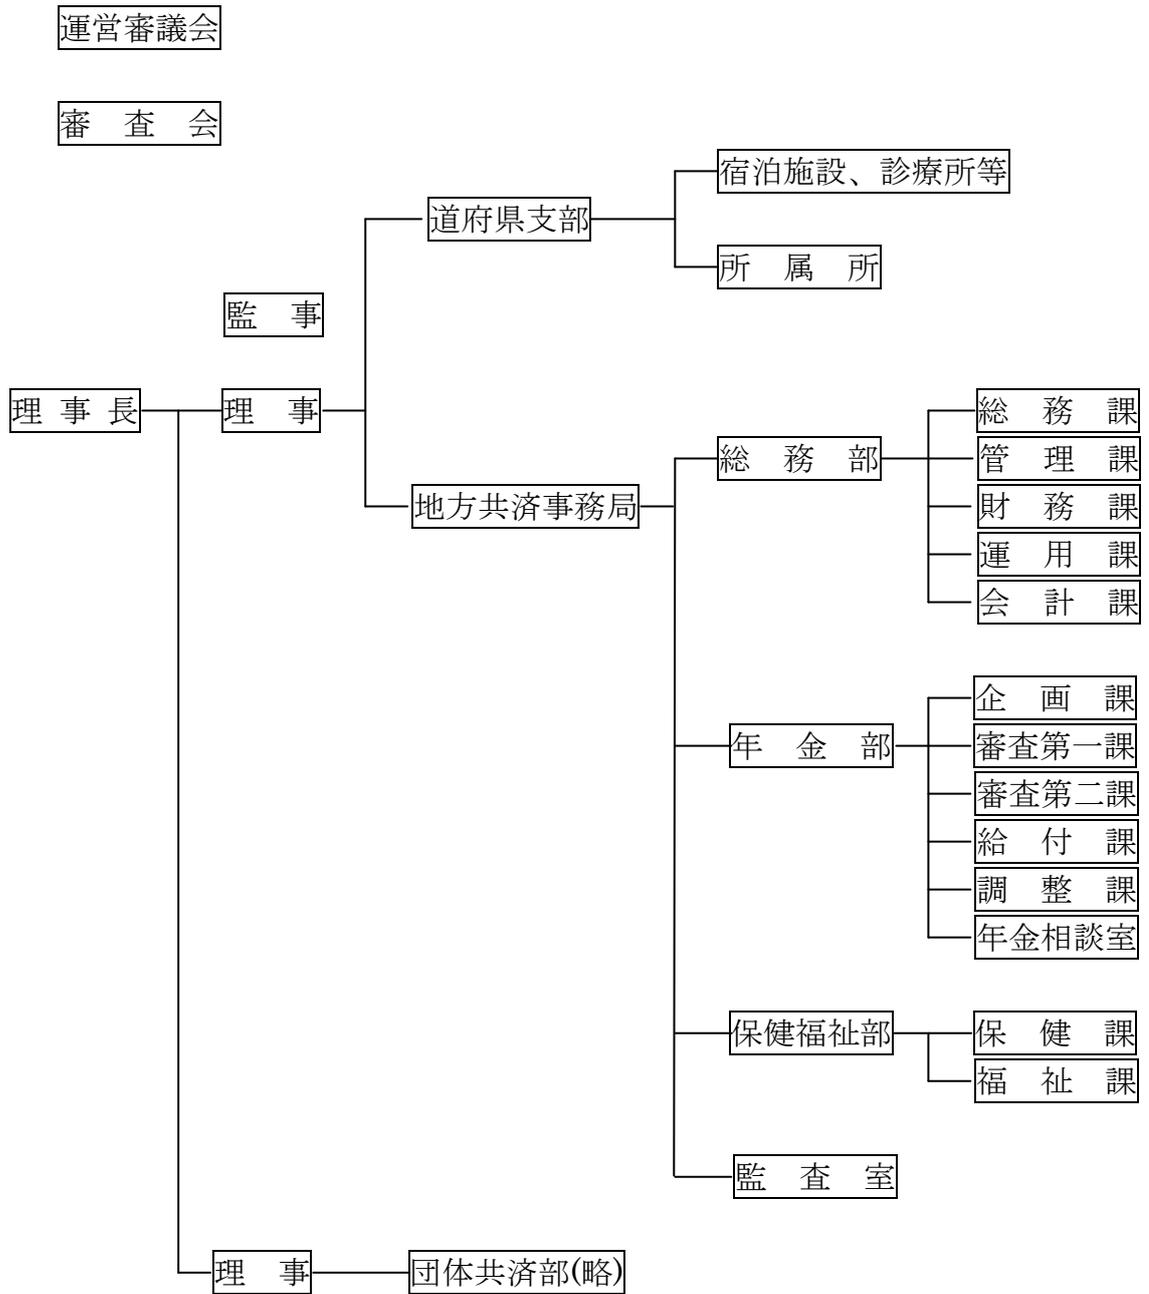 運営審議会
審　査　会
宿泊施設、診療所等
道府県支部
所　属　所
監　事
理 事 長
理　事
総　務　課
総　務　部
管　理　課
地方共済事務局
財　務　課
運　用　課
会　計　課
企　画　課
年　金　部
審査第一課
審査第二課
給　付　課
調　整　課
年金相談室
保健福祉部
保　健　課
福　祉　課
監　査　室
理　事
団体共済部(略)